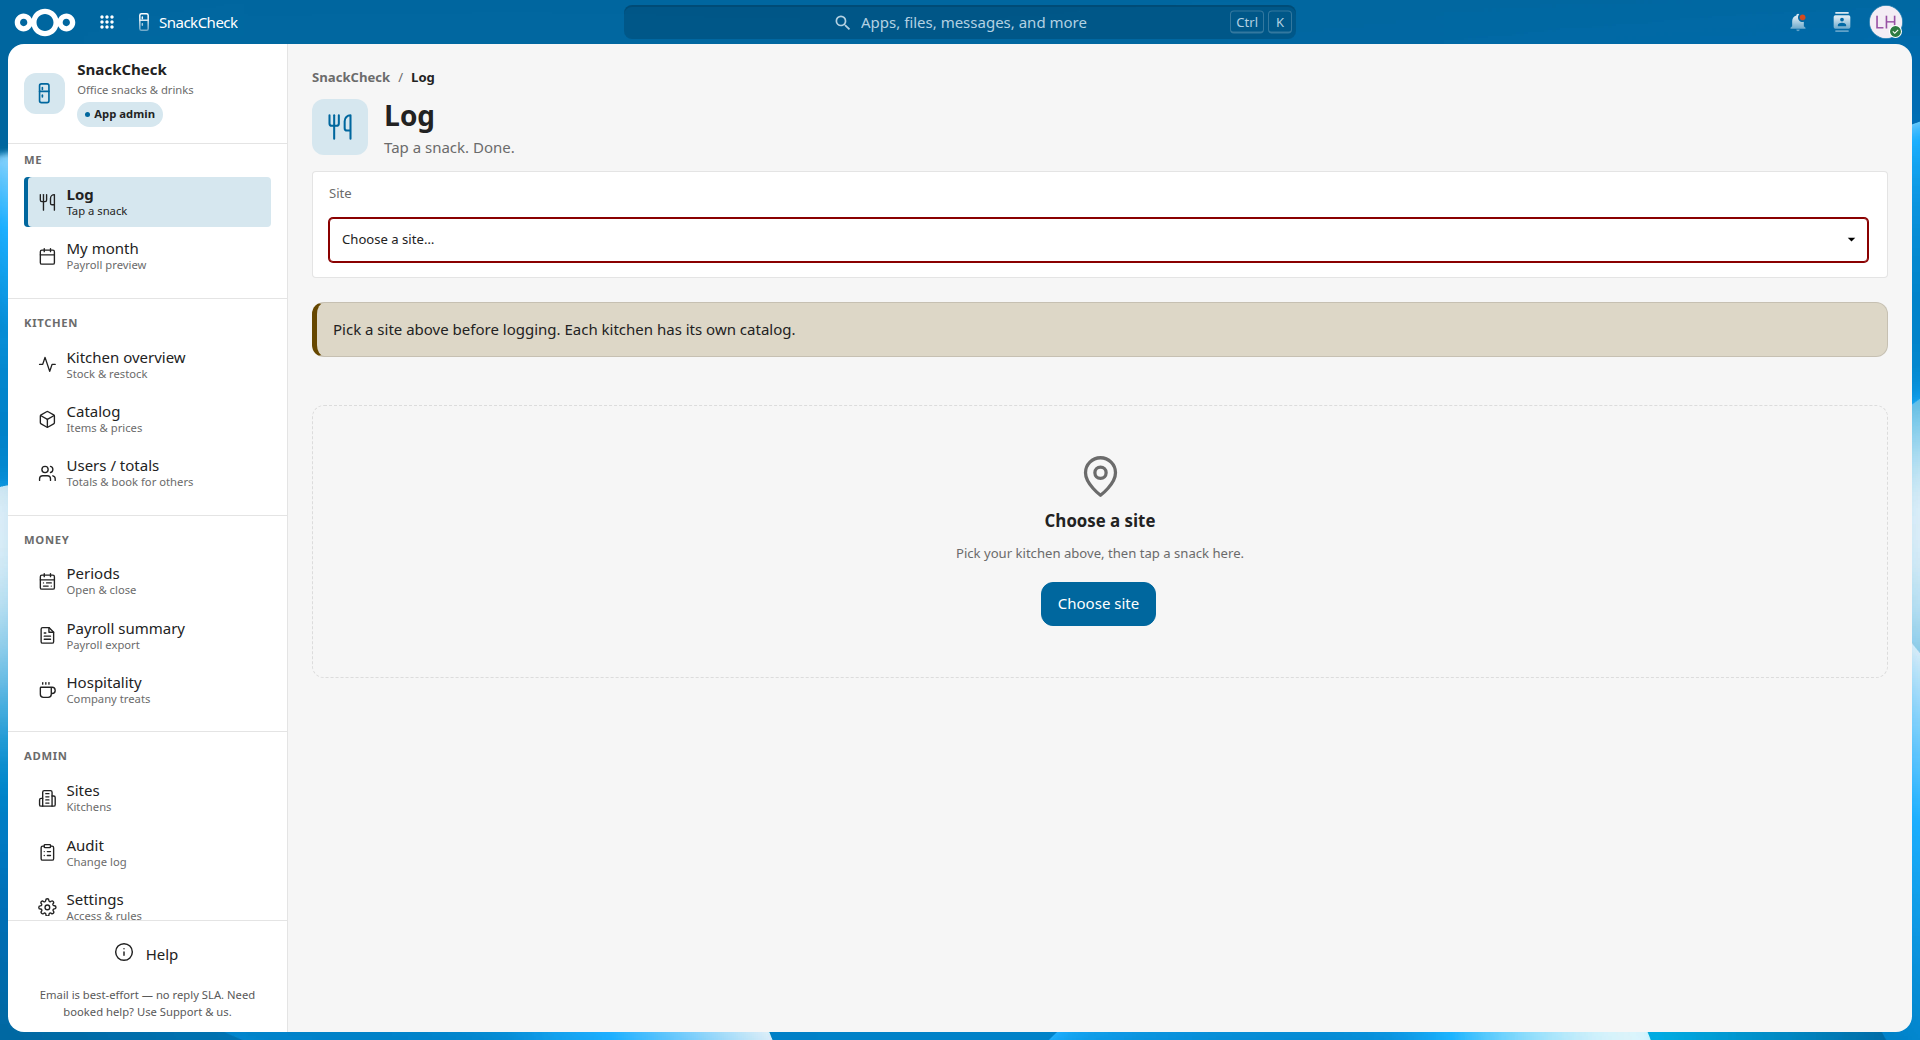 SnackCheck
Apps, files, messages, and more
Ctrl
K
LH
SnackCheck
Office snacks & drinks
App admin
ME
Log
Tap a snack
My month
Payroll preview
KITCHEN
Kitchen overview
Stock & restock
Catalog
Items & prices
Users / totals
Totals & book for others
MONEY
Periods
Open & close
Payroll summary
Payroll export
Hospitality
Company treats
ADMIN
Sites
Kitchens
Audit
Change log
Settings
Access & rules
Help
Email is best-effort — no reply SLA. Need
booked help? Use Support & us.
SnackCheck / Log
Log
Tap a snack. Done.
Site
Choose a site...
Pick a site above before logging. Each kitchen has its own catalog.
Choose a site
Pick your kitchen above, then tap a snack here.
Choose site